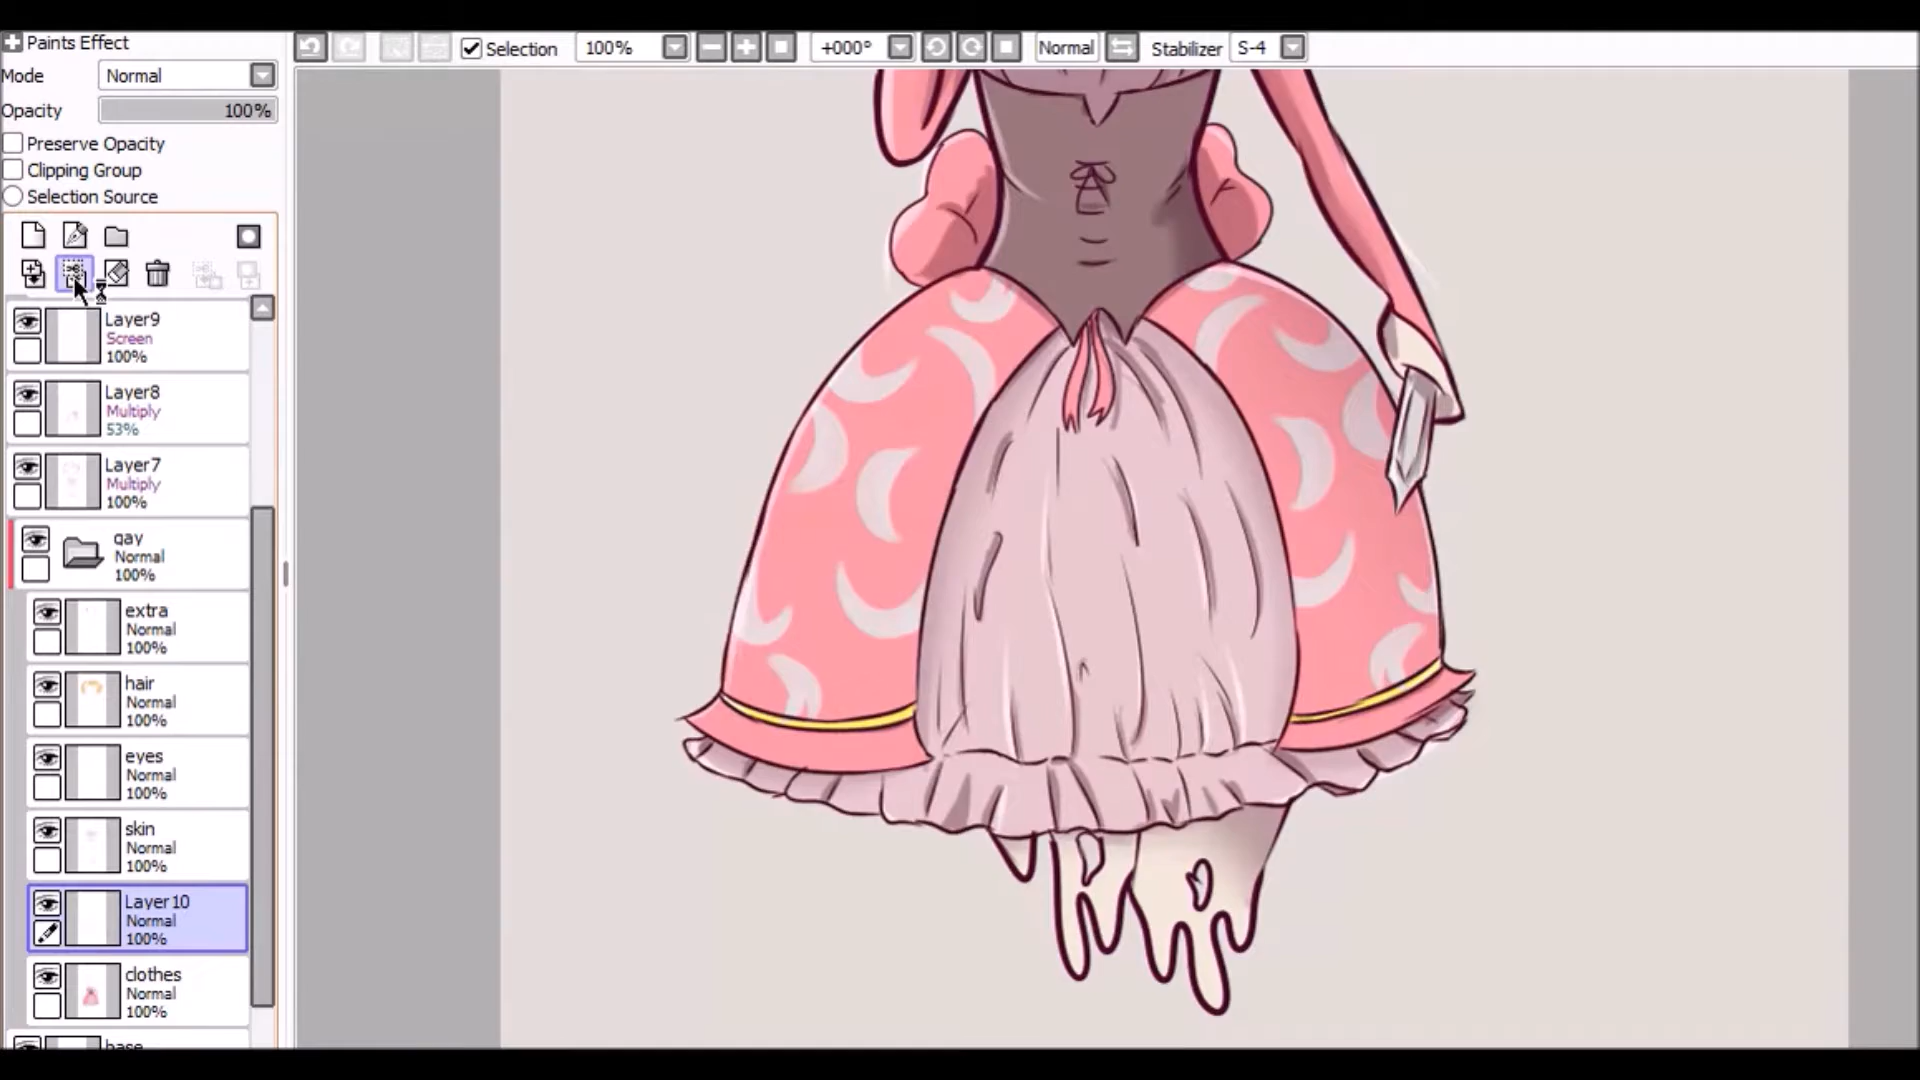 Paints Effect
Mode Normal
Opacity 100%
Preserve Opacity
Clipping Group
Selection Source
Selection 100% +000° Normal Stabilizer S-4
Layer9
Screen
100%
Layer8
Multiply
53%
Layer7
Multiply
100%
gay
Normal
100%
extra
Normal
100%
hair
Normal
100%
eyes
Normal
100%
skin
Normal
100%
Layer10
Normal
100%
clothes
Normal
100%
base